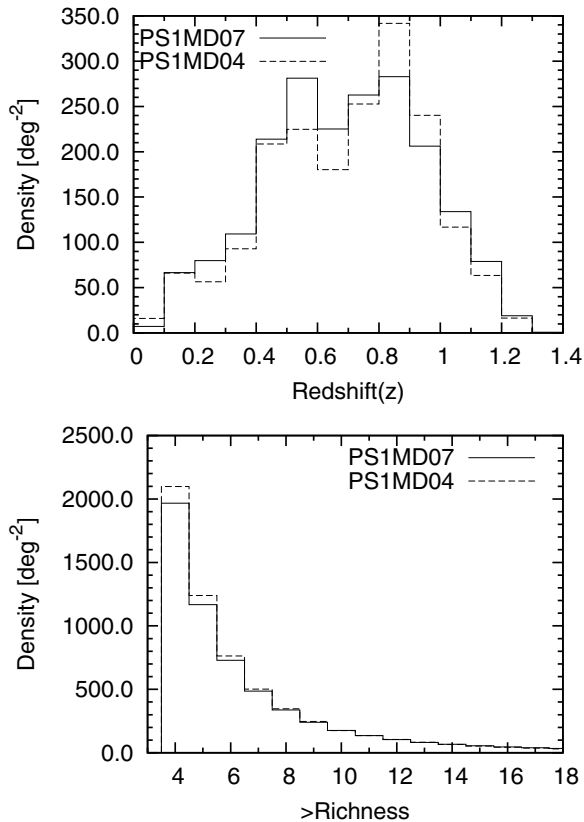 350.0
300.0
250.0
200.0
150.0
100.0
50.0
0.0
Density [deg⁻²]
PS1MD07
PS1MD04
0 0.2 0.4 0.6 0.8 1 1.2 1.4
Redshift(z)
2500.0
2000.0
1500.0
1000.0
500.0
0.0
Density [deg⁻²]
PS1MD07
PS1MD04
4 6 8 10 12 14 16 18
>Richness